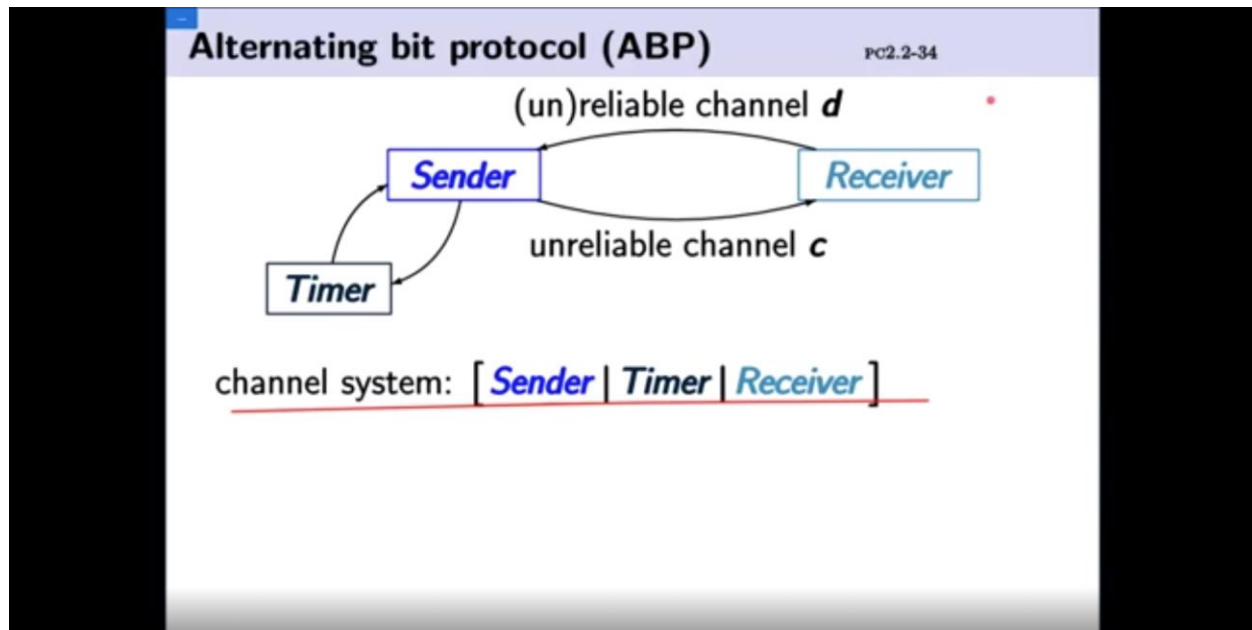 Alternating bit protocol (ABP) PC2.2-34
(un)reliable channel d
Sender Receiver
unreliable channel c
Timer
channel system: [Sender | Timer | Receiver]